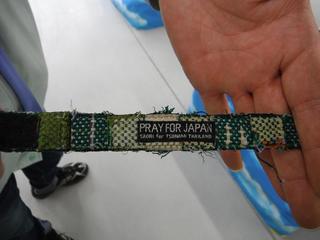 PRAY FOR JAPAN
SAORI for TSUNAMI THAILAND